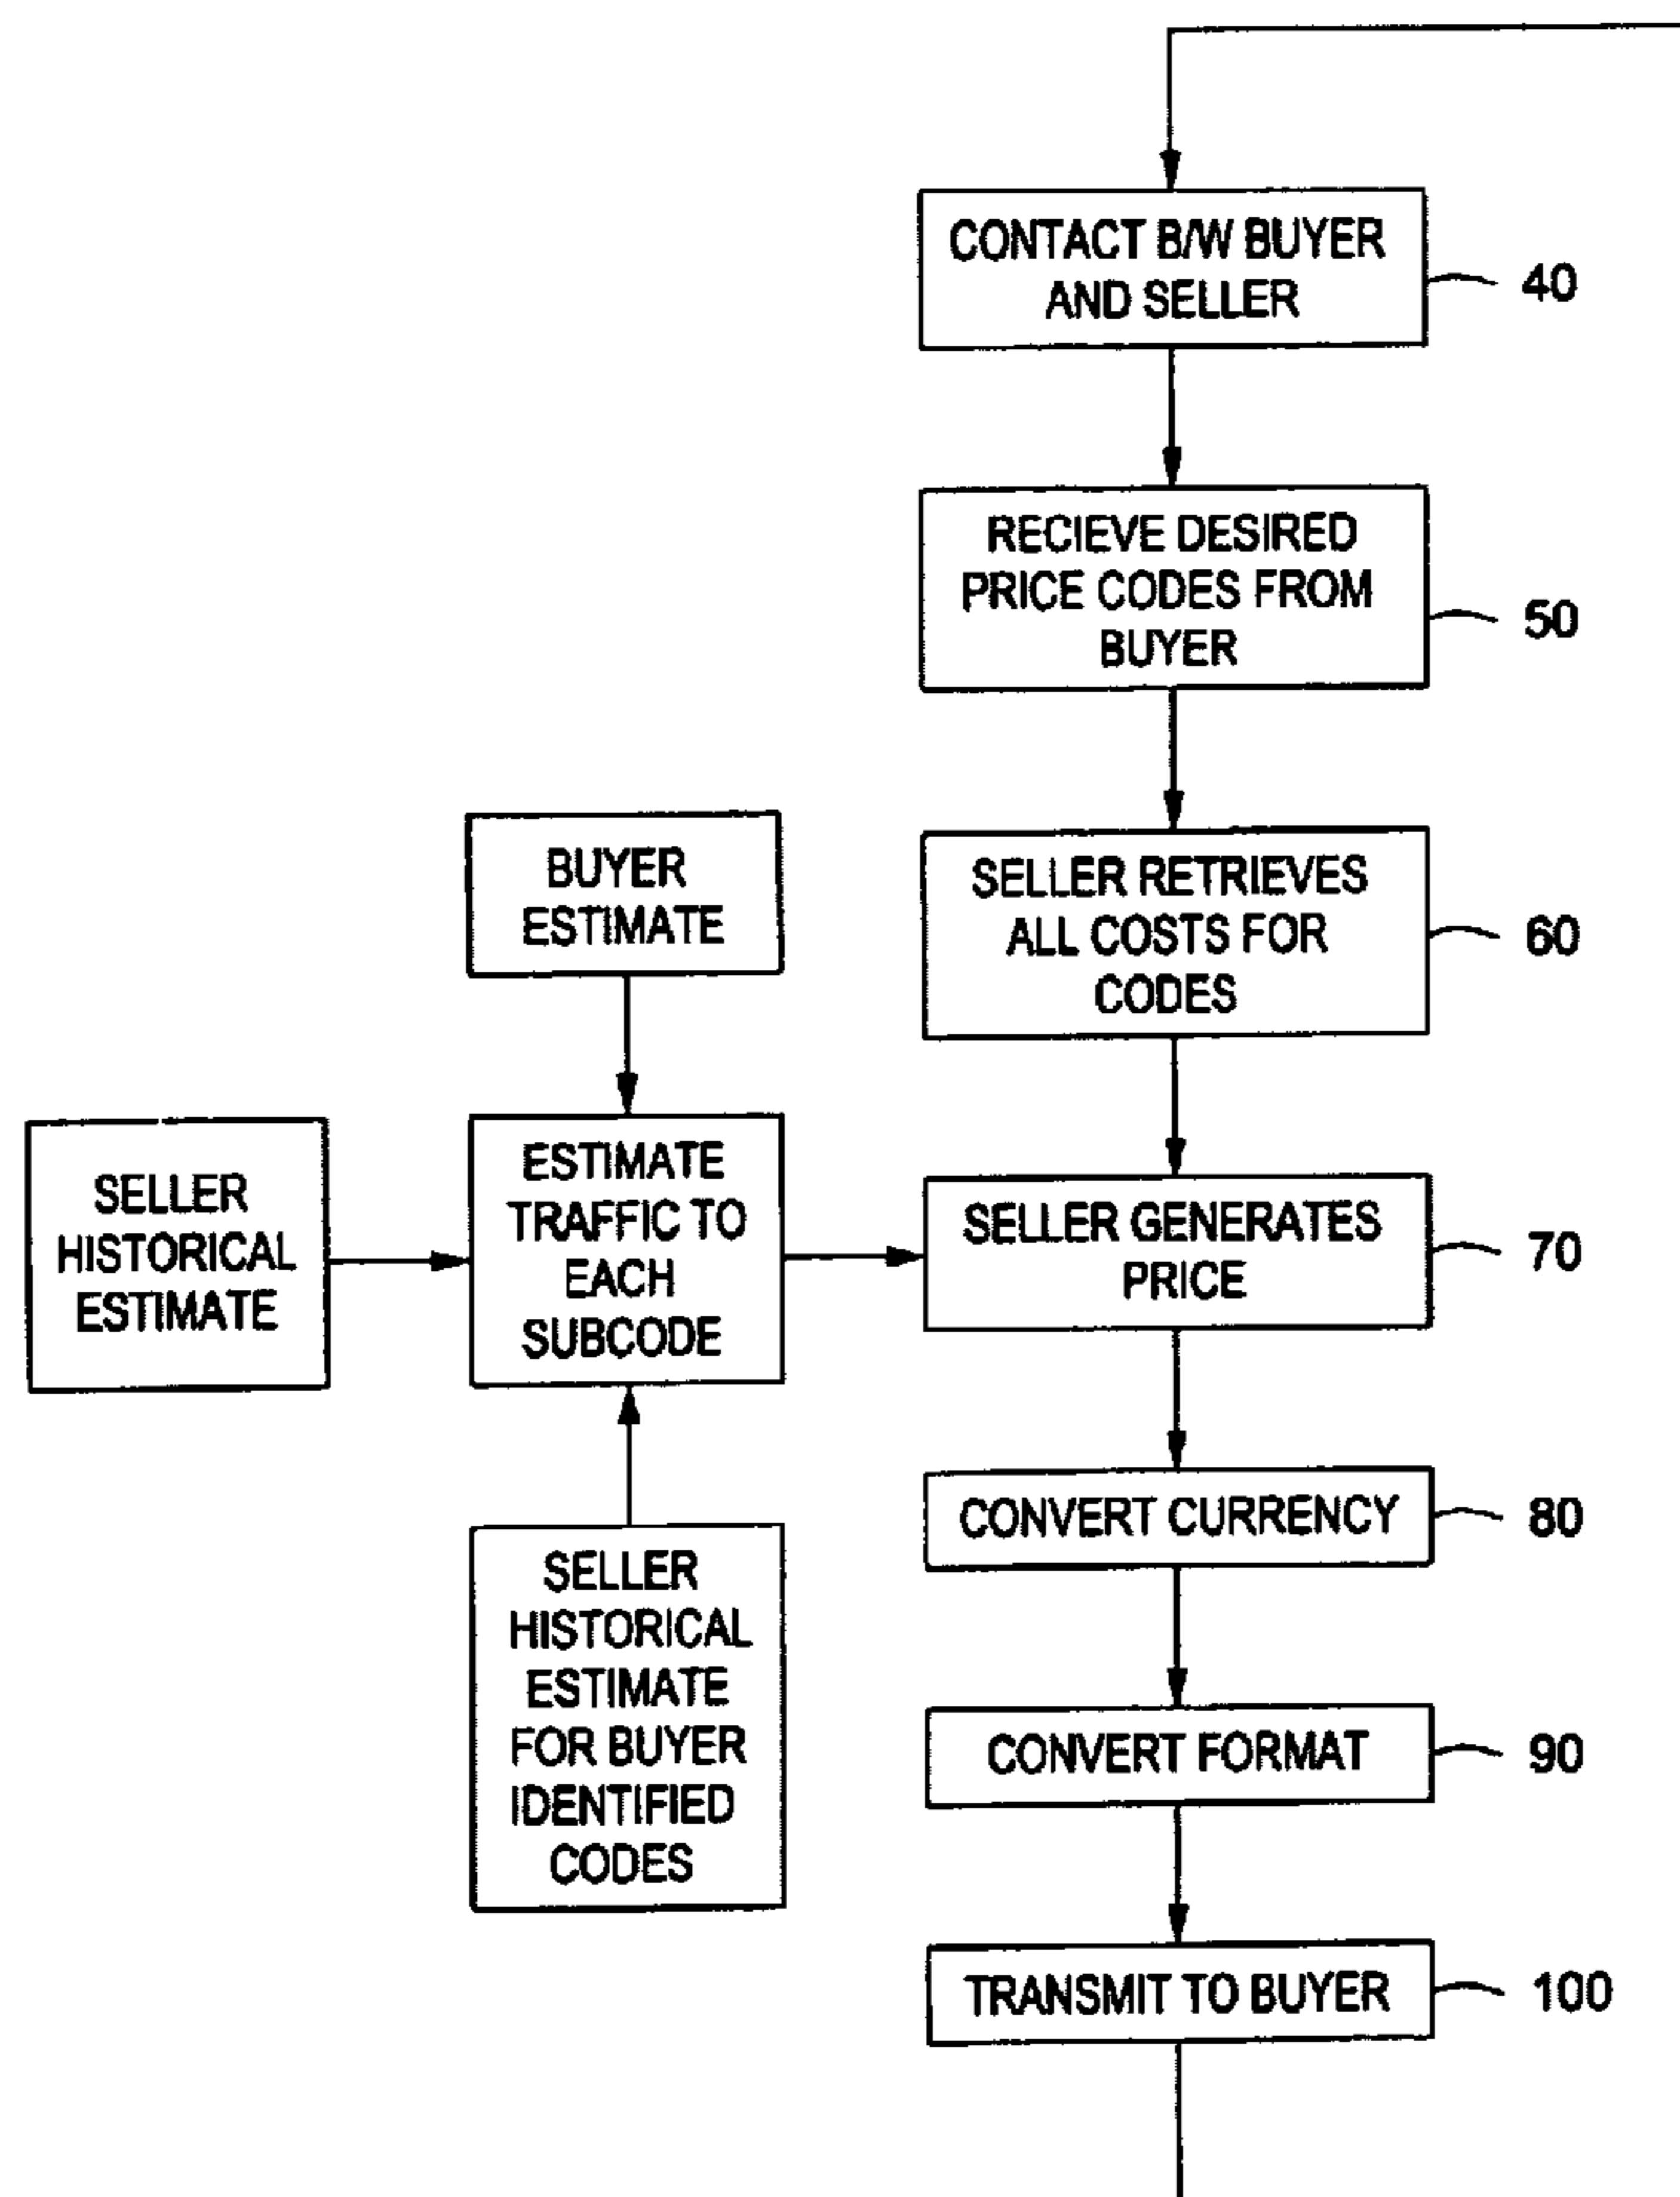 CONTACT B/W BUYER
AND SELLER
40
RECIEVE DESIRED
PRICE CODES FROM
BUYER
50
SELLER RETRIEVES
ALL COSTS FOR
CODES
60
BUYER
ESTIMATE
SELLER
HISTORICAL
ESTIMATE
ESTIMATE
TRAFFIC TO
EACH
SUBCODE
SELLER GENERATES
PRICE
70
SELLER
HISTORICAL
ESTIMATE
FOR BUYER
IDENTIFIED
CODES
CONVERT CURRENCY
80
CONVERT FORMAT
90
TRANSMIT TO BUYER
100